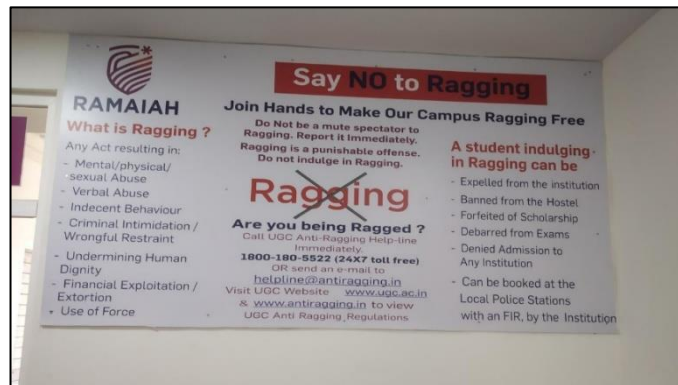 RAMAIAH
Say NO to Ragging
Join Hands to Make Our Campus Ragging Free
What is Ragging ?
Any Act resulting in:
- Mental/physical/
sexual Abuse
- Verbal Abuse
- Indecent Behaviour
- Criminal Intimidation /
Wrongful Restraint
- Undermining Human
Dignity
- Financial Exploitation /
Extortion
- Use of Force
Do Not be a mute spectator to
Ragging. Report it Immediately.
Ragging is a punishable offense.
Do not indulge in Ragging.
Ragging
Are you being Ragged ?
Call UGC Anti-Ragging Help-line
Immediately.
1800-180-5522 (24X7 toll free)
OR send an e-mail to
helpline@antiragging.in
Visit UGC Website www.ugc.ac.in
& www.antiragging.in to view
UGC Anti Ragging Regulations
A student indulging
in Ragging can be
- Expelled from the institution
- Banned from the Hostel
- Forfeited of Scholarship
- Debarred from Exams
- Denied Admission to
Any Institution
- Can be booked at the
Local Police Stations
with an FIR, by the Institution